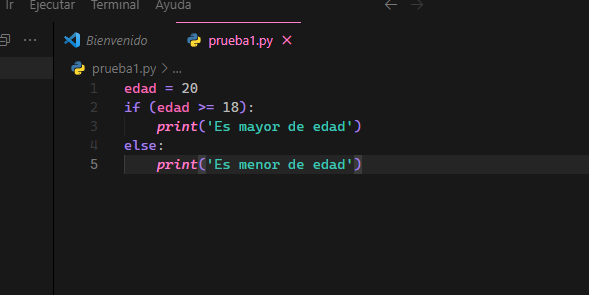 Ir Ejecutar Terminal Ayuda
Bienvenido prueba1.py
prueba1.py > ...
1 edad = 20
2 if (edad >= 18):
3     print('Es mayor de edad')
4 else:
5     print('Es menor de edad')